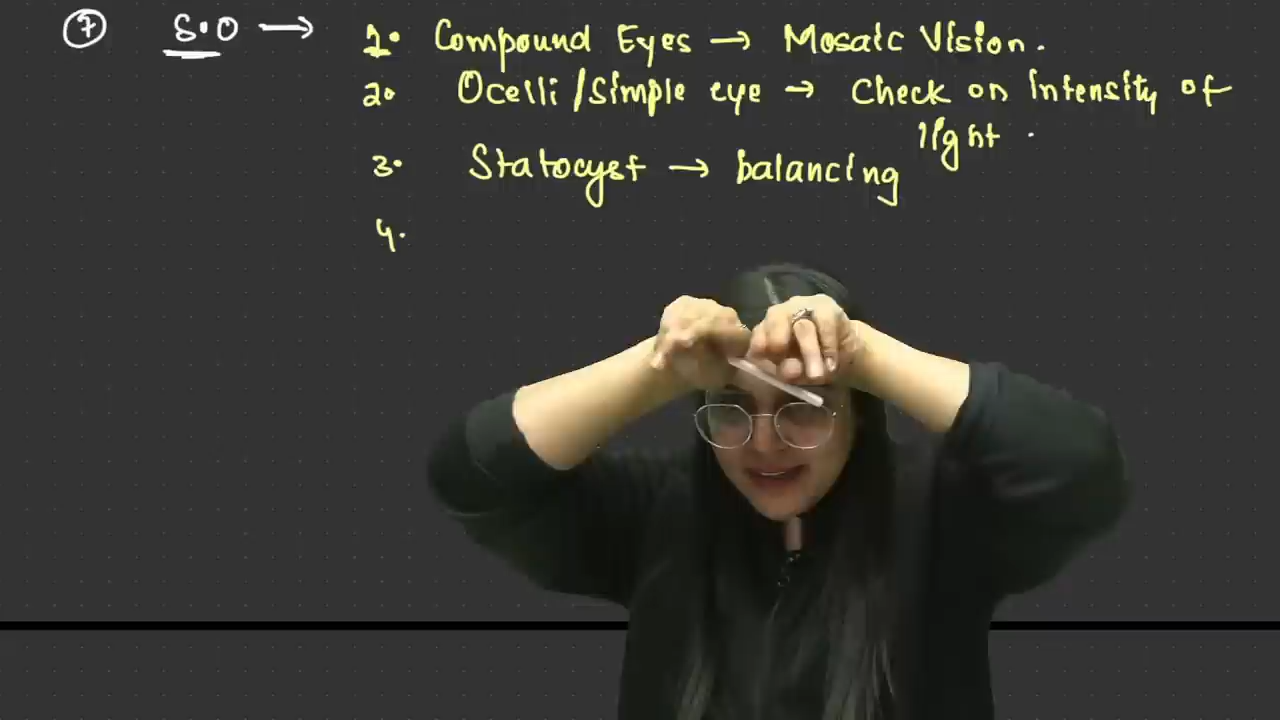 7 S.O → 1. Compound Eyes → Mosaic Vision.
2. Ocelli/simple eye → check on intensity of
light.
3. Statocyst → balancing
4.